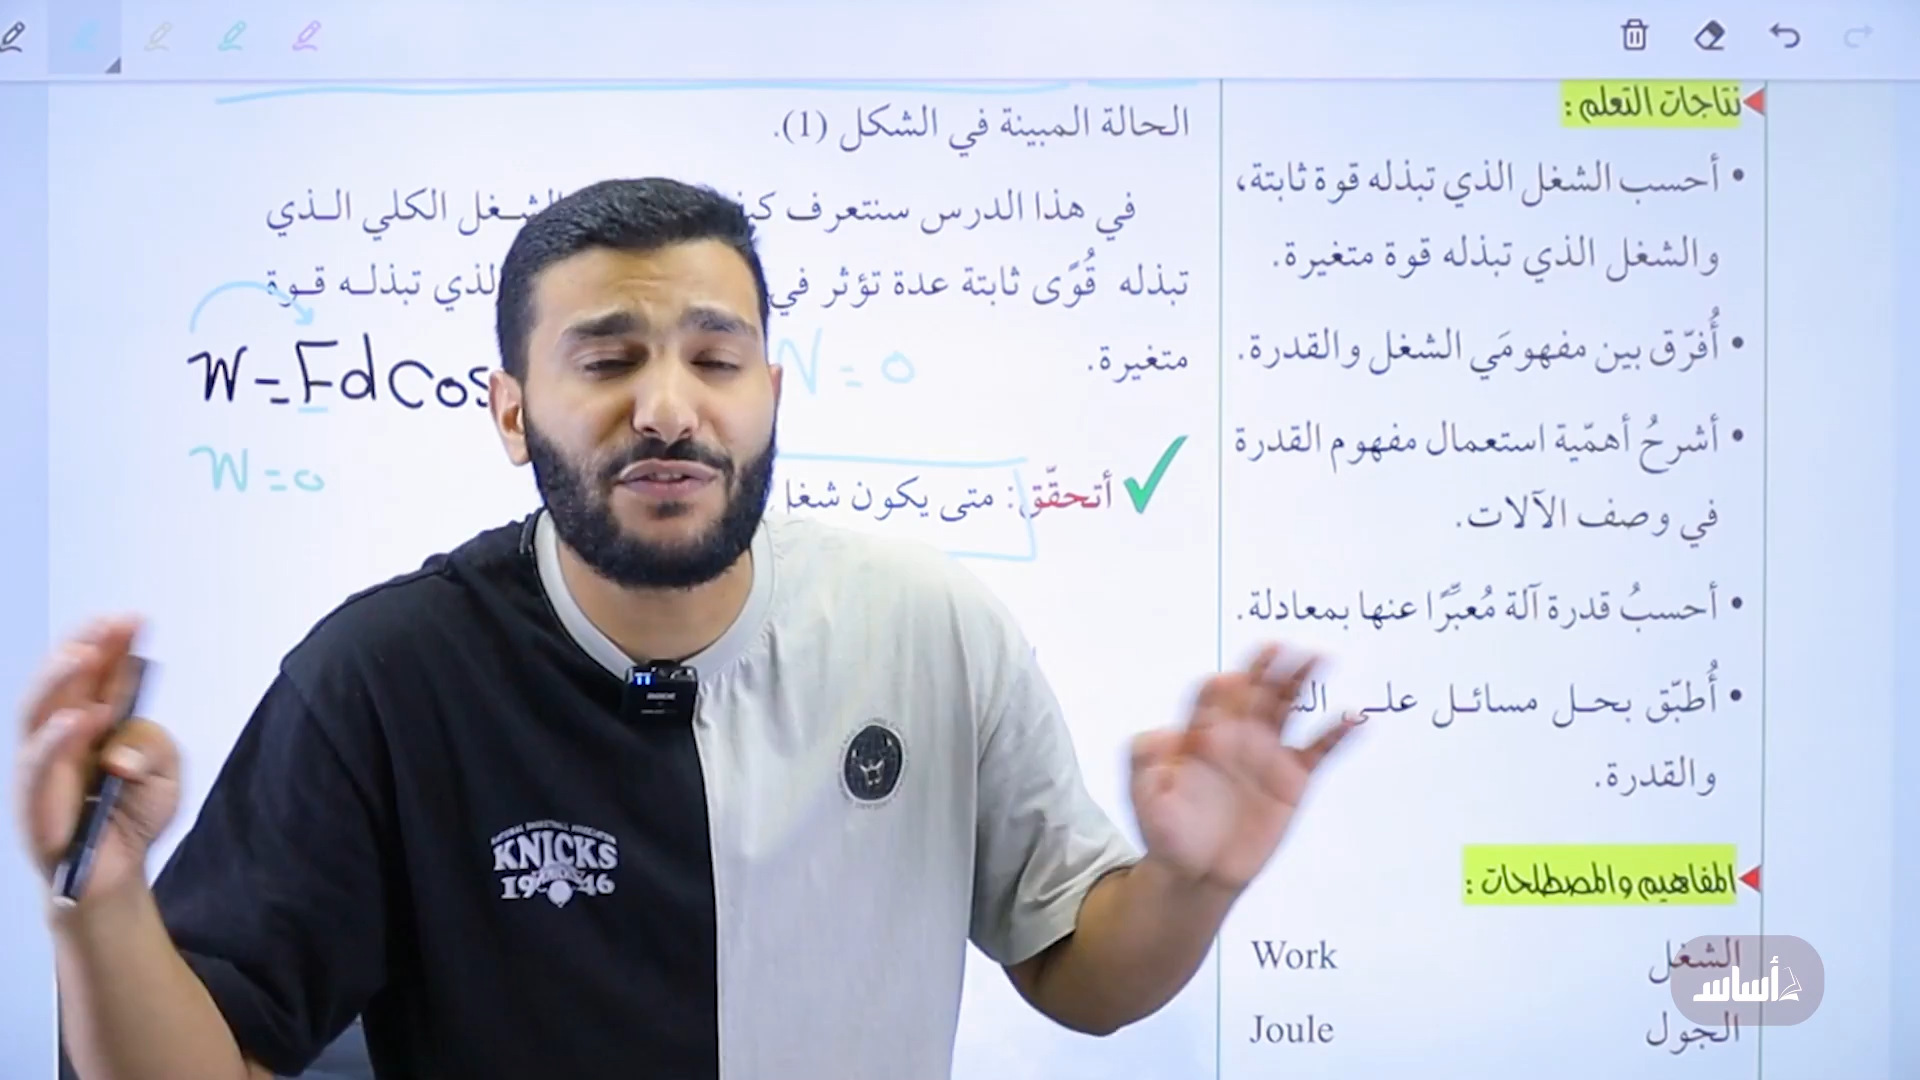 نتاجات التعلم :
• أحسب الشغل الذي تبذله قوة ثابتة،
والشغل الذي تبذله قوة متغيرة.
• أُفرّق بين مفهومَي الشغل والقدرة.
• أشرحُ أهمّية استعمال مفهوم القدرة
في وصف الآلات.
• أحسبُ قدرة آلة مُعبِّرًا عنها بمعادلة.
• أُطبّق بحل مسائل على
والقدرة.
المفاهيم والمصطلحات :
الشغل Work
الجول Joule
الحالة المبينة في الشكل (1).
في هذا الدرس سنتعرف الشغل الكلي الذي
تبذله قُوًى ثابتة عدة تؤثر في الذي تبذله قوة
متغيرة.
W = Fd Cos
= 0
W = 0
أتحقّق: متى يكون شغل
KNICKS
1946
أساس